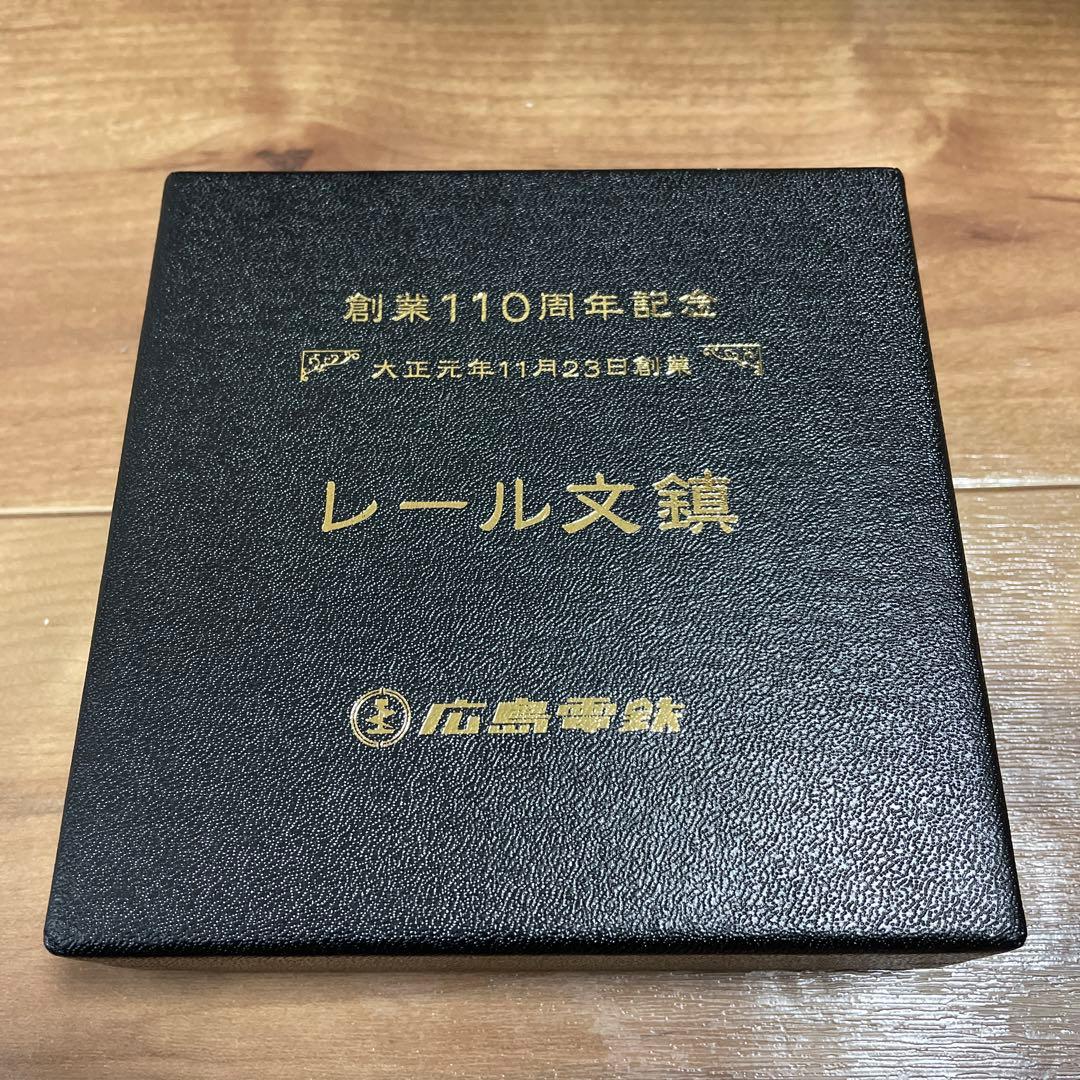 創業110周年記念
大正元年11月23日創業
レール文鎮
広島電鉄